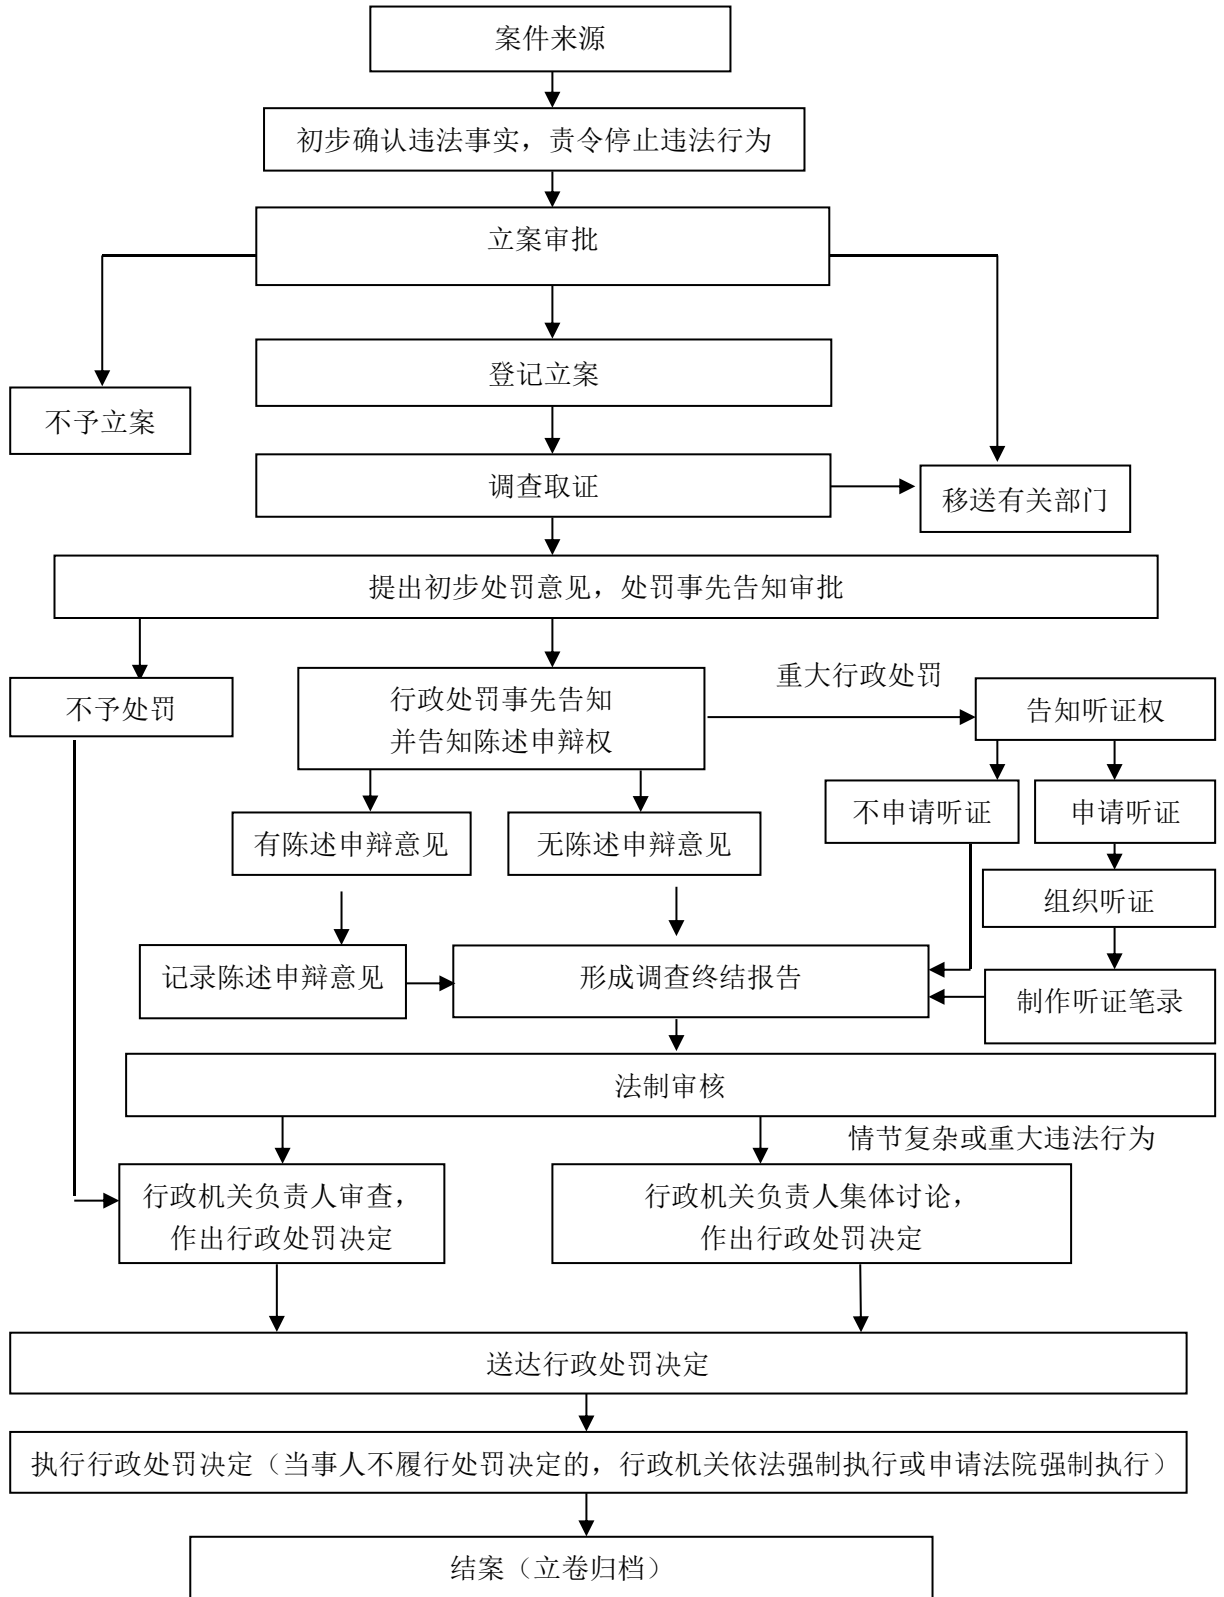 案件来源
初步确认违法事实，责令停止违法行为
立案审批
登记立案
不予立案
调查取证
移送有关部门
提出初步处罚意见，处罚事先告知审批
重大行政处罚
不予处罚
行政处罚事先告知
并告知陈述申辩权
告知听证权
不申请听证
申请听证
有陈述申辩意见
无陈述申辩意见
组织听证
记录陈述申辩意见
形成调查终结报告
制作听证笔录
法制审核
情节复杂或重大违法行为
行政机关负责人审查，
作出行政处罚决定
行政机关负责人集体讨论，
作出行政处罚决定
送达行政处罚决定
执行行政处罚决定（当事人不履行处罚决定的，行政机关依法强制执行或申请法院强制执行）
结案（立卷归档）